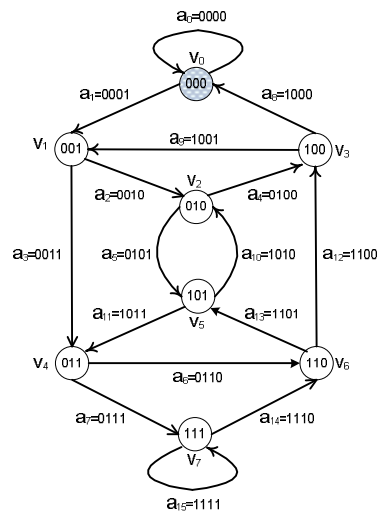 a0=0000
V0
000
a1=0001
a8=1000
a9=1001
V1
001
100
V3
a2=0010
V2
a4=0100
010
a3=0011
a5=0101
a10=1010
a12=1100
101
a11=1011
a13=1101
V5
V4
011
110
V6
a6=0110
a7=0111
a14=1110
111
V7
a15=1111